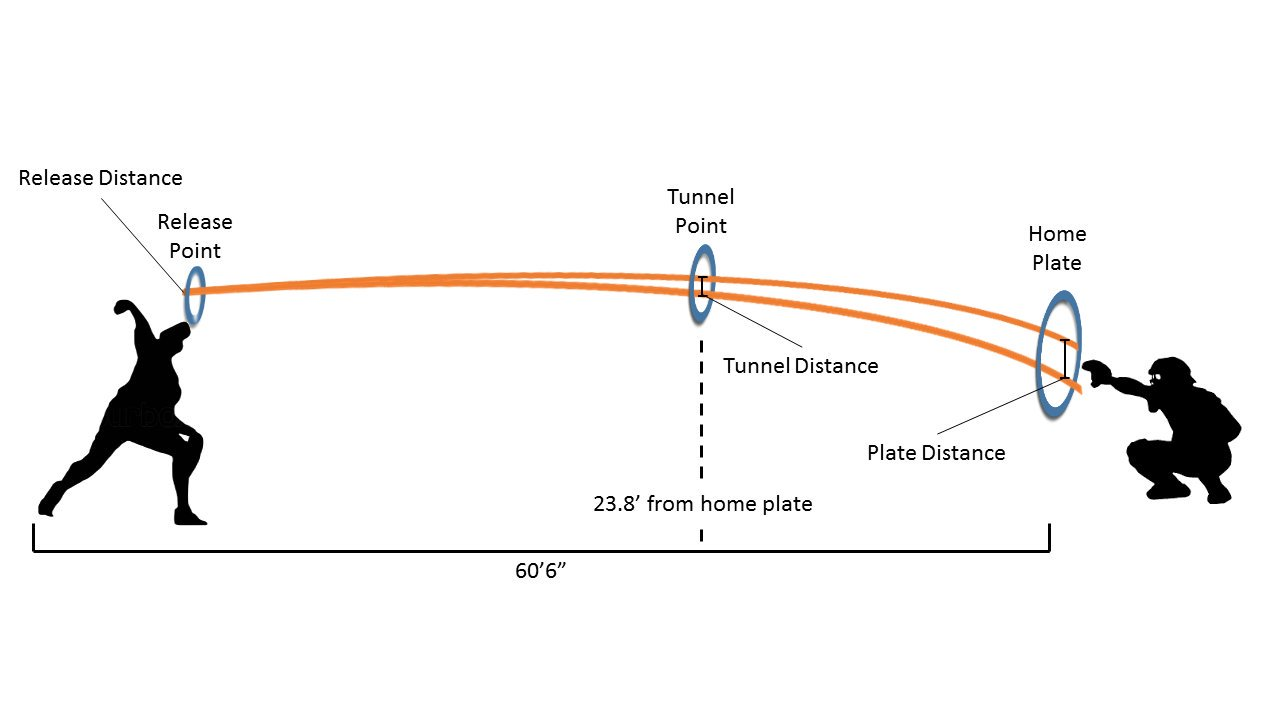 Release Distance
Release
Point
Tunnel
Point
Home
Plate
Tunnel Distance
Plate Distance
23.8’ from home plate
60’6”